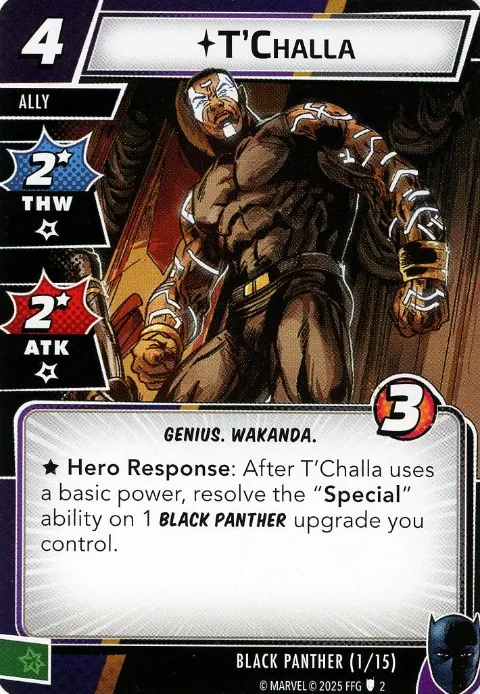 4
T'CHALLA
ALLY
2
THW
2
ATK
3
GENIUS. WAKANDA.
★ Hero Response: After T'Challa uses
a basic power, resolve the “Special”
ability on 1 BLACK PANTHER upgrade you
control.
BLACK PANTHER (1/15)
© MARVEL © 2025 FFG 2